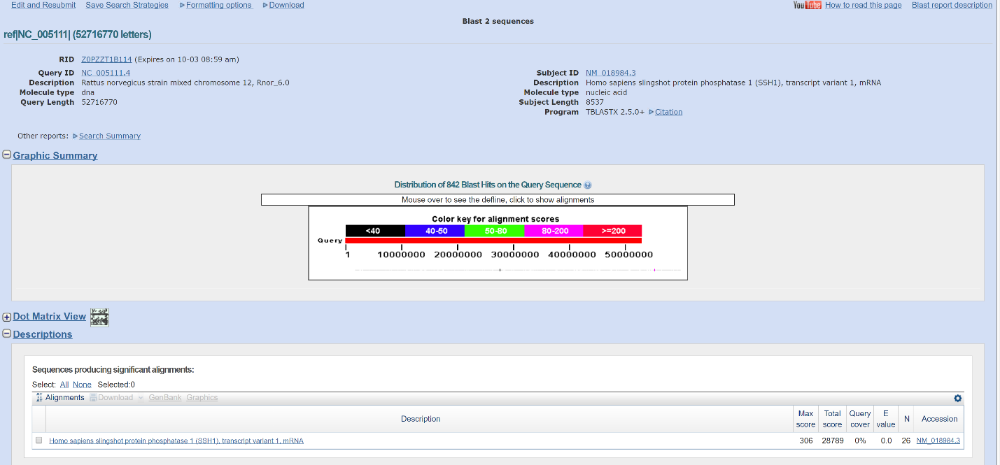 Edit and Resubmit Save Search Strategies Formatting options Download YouTube How to read this page Blast report description
Blast 2 sequences
ref|NC_005111| (52716770 letters)
RID Z0PZZT1B114 (Expires on 10-03 08:59 am)
Query ID NC_005111.4 Subject ID NM_018984.3
Description Rattus norvegicus strain mixed chromosome 12, Rnor_6.0 Description Homo sapiens slingshot protein phosphatase 1 (SSH1), transcript variant 1, mRNA
Molecule type dna Molecule type nucleic acid
Query Length 52716770 Subject Length 8537
Program TBLASTX 2.5.0+ Citation
Other reports: Search Summary
Graphic Summary
Distribution of 842 Blast Hits on the Query Sequence
Mouse over to see the defline, click to show alignments
Color key for alignment scores
<40 40-50 50-80 80-200 >=200
Query
1 10000000 20000000 30000000 40000000 50000000
Dot Matrix View
Descriptions
Sequences producing significant alignments:
Select: All None Selected:0
Alignments Download GenBank Graphics
Description Max score Total score Query cover E value N Accession
Homo sapiens slingshot protein phosphatase 1 (SSH1), transcript variant 1, mRNA 306 28789 0% 0.0 26 NM_018984.3